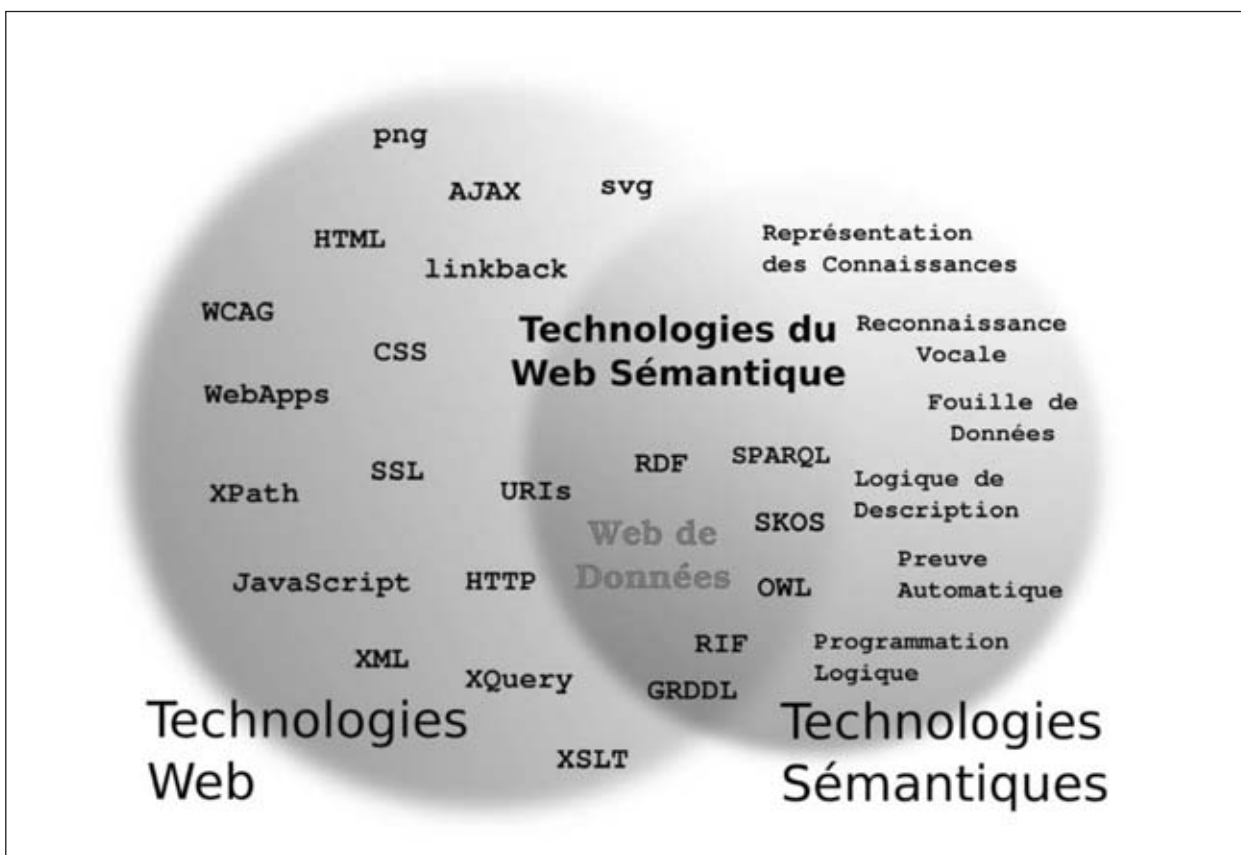 png
AJAX
svg
HTML
linkback
Représentation
des Connaissances
WCAG
CSS
Technologies du
Web Sémantique
Reconnaissance
Vocale
WebApps
Fouille de
Données
SSL
XPath
URIs
RDF
SPARQL
Logique de
Description
SKOS
Web de
Données
JavaScript
HTTP
OWL
Preuve
Automatique
XML
XQuery
RIF
GRDDL
Programmation
Logique
XSLT
Technologies
Web
Technologies
Sémantiques